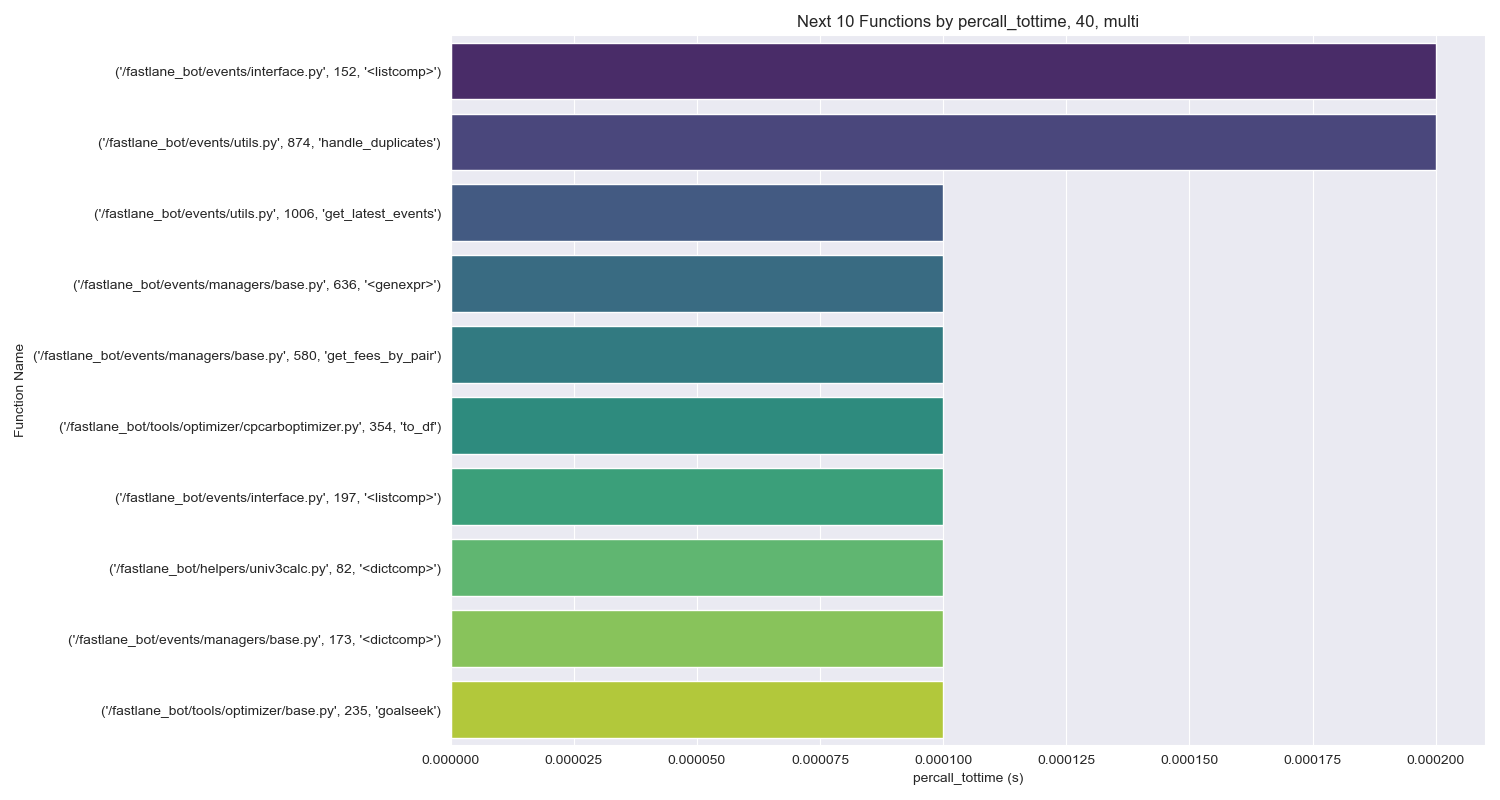 Next 10 Functions by percall_tottime, 40, multi
('/fastlane_bot/events/interface.py', 152, '<listcomp>')
('/fastlane_bot/events/utils.py', 874, 'handle_duplicates')
('/fastlane_bot/events/utils.py', 1006, 'get_latest_events')
('/fastlane_bot/events/managers/base.py', 636, '<genexpr>')
('/fastlane_bot/events/managers/base.py', 580, 'get_fees_by_pair')
('/fastlane_bot/tools/optimizer/cpcarboptimizer.py', 354, 'to_df')
('/fastlane_bot/events/interface.py', 197, '<listcomp>')
('/fastlane_bot/helpers/univ3calc.py', 82, '<dictcomp>')
('/fastlane_bot/events/managers/base.py', 173, '<dictcomp>')
('/fastlane_bot/tools/optimizer/base.py', 235, 'goalseek')
Function Name
0.000000 0.000025 0.000050 0.000075 0.000100 0.000125 0.000150 0.000175 0.000200
percall_tottime (s)